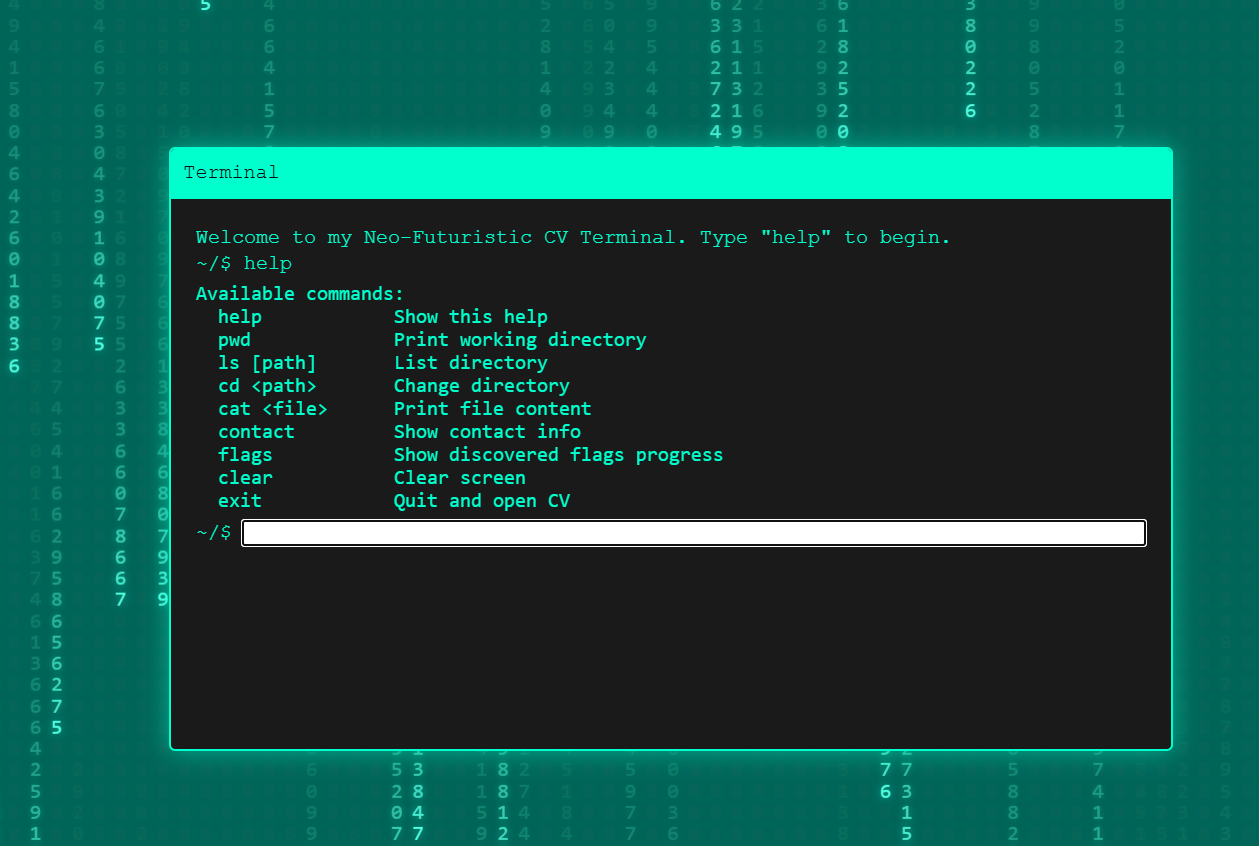 Terminal
Welcome to my Neo-Futuristic CV Terminal. Type "help" to begin.
~/$ help
Available commands:
help Show this help
pwd Print working directory
ls [path] List directory
cd <path> Change directory
cat <file> Print file content
contact Show contact info
flags Show discovered flags progress
clear Clear screen
exit Quit and open CV
~/$